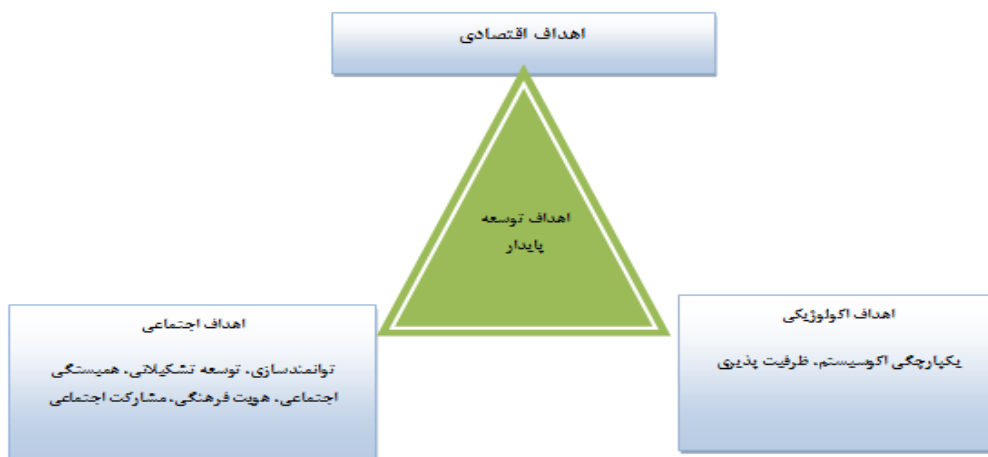 اهداف اقتصادی
اهداف توسعه
پایدار
اهداف اجتماعی
توانمندسازی، توسعه تشکیلاتی، همبستگی
اجتماعی، هویت فرهنگی، مشارکت اجتماعی
اهداف اکولوژیکی
یکپارچگی اکوسیستم، ظرفیت پذیری